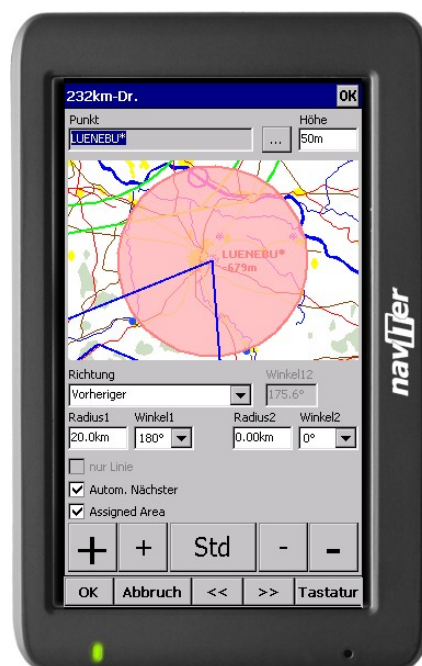 232km-Dr. OK
Punkt Höhe
LUENEBU* ... 50m
LUENEBU*
-679m
Richtung Winkel12
Vorheriger 175.6°
Radius1 Winkel1 Radius2 Winkel2
20.0km 180° 0.00km 0°
nur Linie
Autom. Nächster
Assigned Area
+ + Std - -
OK Abbruch << >> Tastatur
naviter